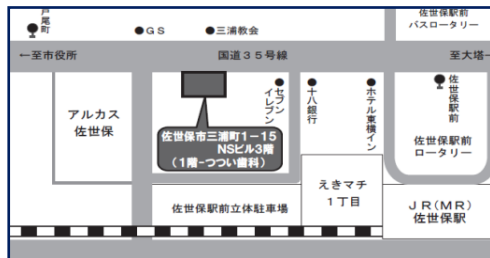 戸尾町
●GS
●三浦教会
佐世保駅前
バスロータリー
←至市役所
国道35号線
至大塔→
アルカス
佐世保
●セブンイレブン
●十八銀行
●ホテル東横イン
佐世保駅前
佐世保市三浦町1-15
NSビル3階
(1階-つつい歯科)
佐世保駅前
ロータリー
えきマチ
1丁目
佐世保駅前立体駐車場
JR(MR)
佐世保駅